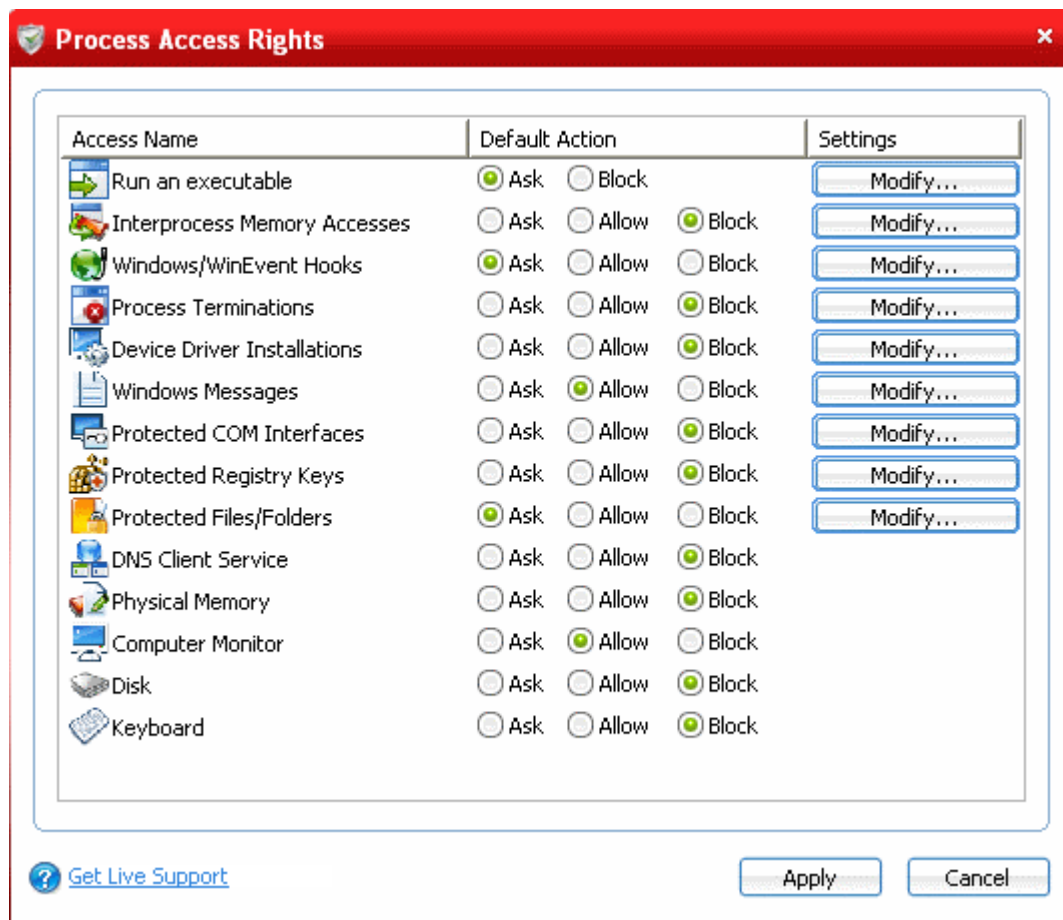 Process Access Rights
Access Name Default Action Settings
Run an executable Ask Block Modify...
Interprocess Memory Accesses Ask Allow Block Modify...
Windows/WinEvent Hooks Ask Allow Block Modify...
Process Terminations Ask Allow Block Modify...
Device Driver Installations Ask Allow Block Modify...
Windows Messages Ask Allow Block Modify...
Protected COM Interfaces Ask Allow Block Modify...
Protected Registry Keys Ask Allow Block Modify...
Protected Files/Folders Ask Allow Block Modify...
DNS Client Service Ask Allow Block
Physical Memory Ask Allow Block
Computer Monitor Ask Allow Block
Disk Ask Allow Block
Keyboard Ask Allow Block
Get Live Support Apply Cancel